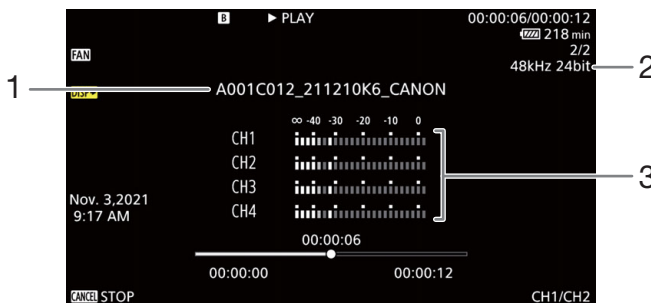 B ▶ PLAY 00:00:06/00:00:12
218 min
FAN 2/2
48kHz 24bit 2
1 DISP A001C012_211210K6_CANON
∞ -40 -30 -20 -10 0
CH1
CH2
CH3 3
CH4
Nov. 3,2021
9:17 AM
00:00:06
00:00:00 00:00:12
CANCEL STOP CH1/CH2